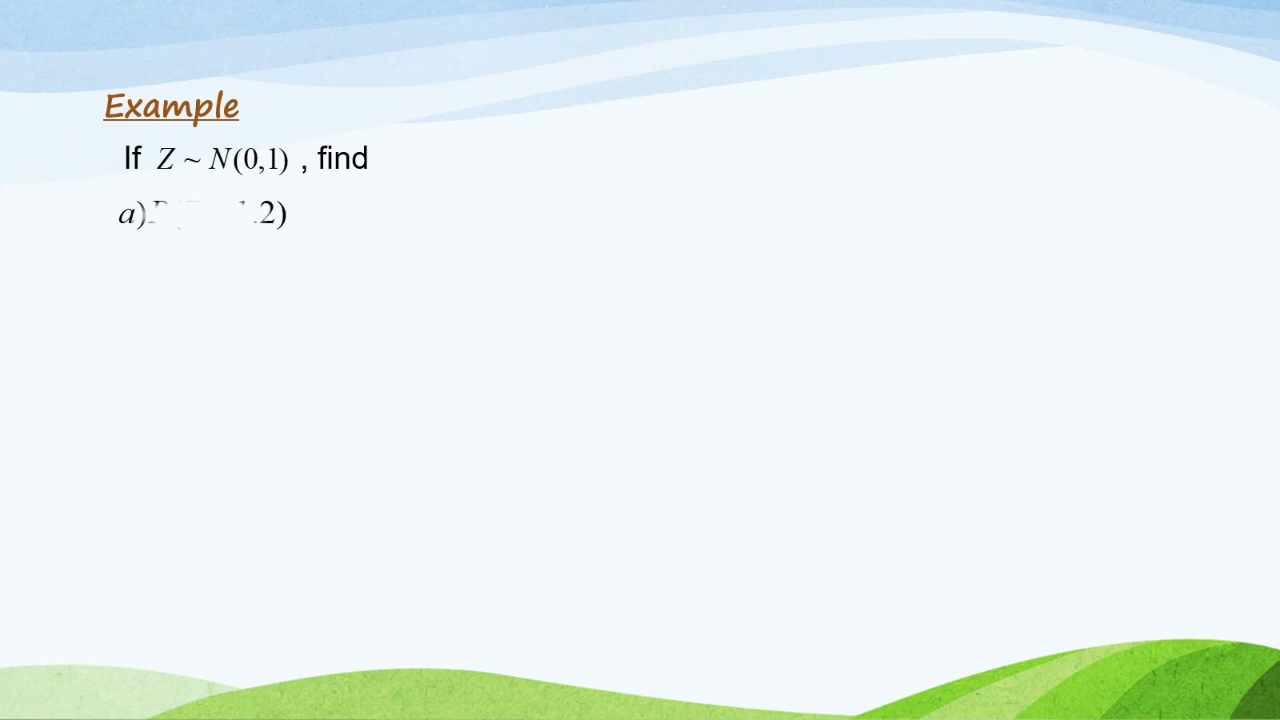 Example
If Z ~ N(0,1) , find
a) .2)